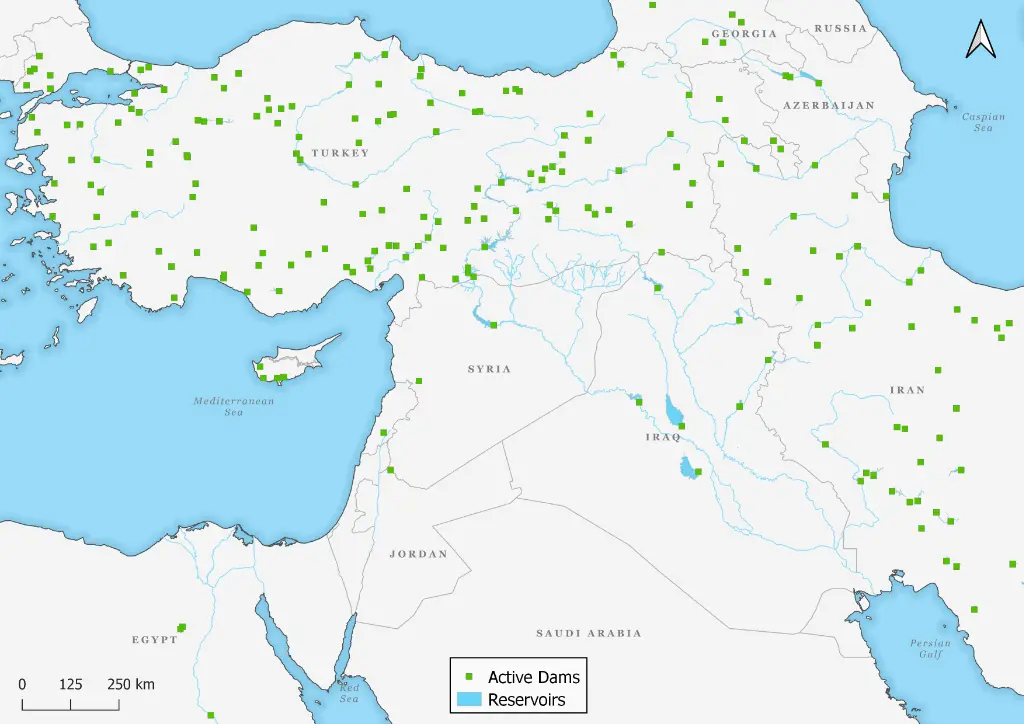 RUSSIA
GEORGIA
AZERBAIJAN
Caspian
Sea
TURKEY
SYRIA
IRAN
Mediterranean
Sea
IRAQ
JORDAN
EGYPT
SAUDI ARABIA
Persian
Gulf
Red
Sea
0 125 250 km
Active Dams
Reservoirs